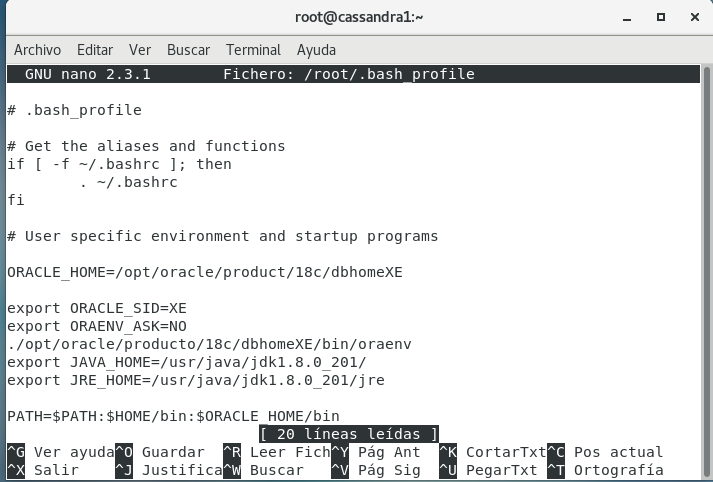 root@cassandra1:~
Archivo Editar Ver Buscar Terminal Ayuda
GNU nano 2.3.1 Fichero: /root/.bash_profile
# .bash_profile
# Get the aliases and functions
if [ -f ~/.bashrc ]; then
. ~/.bashrc
fi
# User specific environment and startup programs
ORACLE_HOME=/opt/oracle/product/18c/dbhomeXE
export ORACLE_SID=XE
export ORAENV_ASK=NO
./opt/oracle/producto/18c/dbhomeXE/bin/oraenv
export JAVA_HOME=/usr/java/jdk1.8.0_201/
export JRE_HOME=/usr/java/jdk1.8.0_201/jre
PATH=$PATH:$HOME/bin:$ORACLE_HOME/bin
[ 20 líneas leídas ]
^G Ver ayuda^O Guardar ^R Leer Fich^Y Pág Ant ^K CortarTxt^C Pos actual
^X Salir ^J Justifica^W Buscar ^V Pág Sig ^U PegarTxt ^T Ortografía